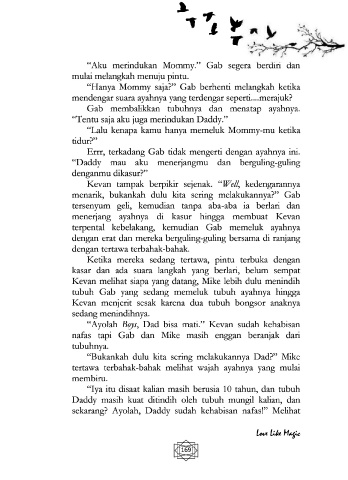 "Aku merindukan Mommy." Gab segera berdiri dan
mulai melangkah menuju pintu.
"Hanya Mommy saja?" Gab berhenti melangkah ketika
mendengar suara ayahnya yang terdengar seperti....merajuk?
Gab membalikkan tubuhnya dan menatap ayahnya.
"Tentu saja aku juga merindukan Daddy."
"Lalu kenapa kamu hanya memeluk Mommy-mu ketika
tidur?"
Errr, terkadang Gab tidak mengerti dengan ayahnya ini.
"Daddy mau aku menerjangmu dan berguling-guling
denganmu dikasur?"
Kevan tampak berpikir sejenak. "Well, kedengarannya
menarik, bukankah dulu kita sering melakukannya?" Gab
tersenyum geli, kemudian tanpa aba-aba ia berlari dan
menerjang ayahnya di kasur hingga membuat Kevan
terpental kebelakang, kemudian Gab memeluk ayahnya
dengan erat dan mereka berguling-guling bersama di ranjang
dengan tertawa terbahak-bahak.
Ketika mereka sedang tertawa, pintu terbuka dengan
kasar dan ada suara langkah yang berlari, belum sempat
Kevan melihat siapa yang datang, Mike lebih dulu menindih
tubuh Gab yang sedang memeluk tubuh ayahnya hingga
Kevan menjerit sesak karena dua tubuh bongsor anaknya
sedang menindihnya.
"Ayolah Boys, Dad bisa mati." Kevan sudah kehabisan
nafas tapi Gab dan Mike masih enggan beranjak dari
tubuhnya.
"Bukankah dulu kita sering melakukannya Dad?" Mike
tertawa terbahak-bahak melihat wajah ayahnya yang mulai
membiru.
"Iya itu disaat kalian masih berusia 10 tahun, dan tubuh
Daddy masih kuat ditindih oleh tubuh mungil kalian, dan
sekarang? Ayolah, Daddy sudah kehabisan nafas!" Melihat
Love Like Magic
169